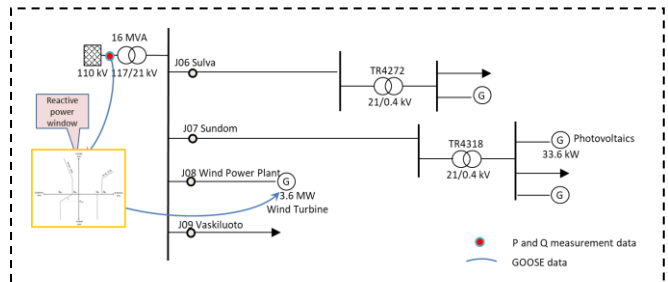 16 MVA
110 kV 117/21 kV
J06 Sulva
TR4272
21/0.4 kV
G
Reactive
power
window
J07 Sundom
TR4318
21/0.4 kV
G
Photovoltaics
33.6 kW
G
J08 Wind Power Plant
G
3.6 MW
Wind Turbine
J09 Vaskiluoto
P and Q measurement data
GOOSE data